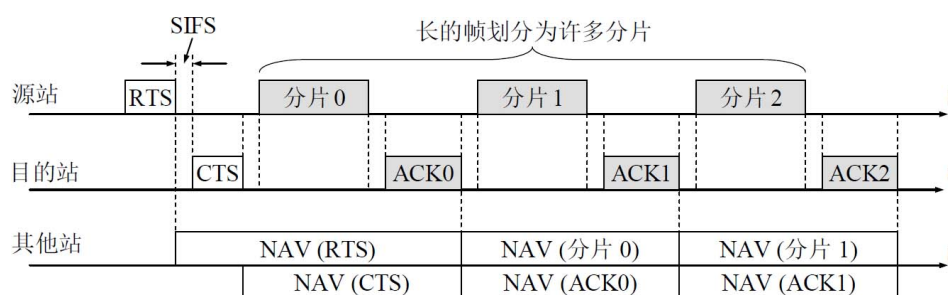 SIFS
长的帧划分为许多分片
源站
RTS
分片 0
分片 1
分片 2
目的站
CTS
ACK0
ACK1
ACK2
其他站
NAV (RTS)
NAV (分片 0)
NAV (分片 1)
NAV (CTS)
NAV (ACK0)
NAV (ACK1)